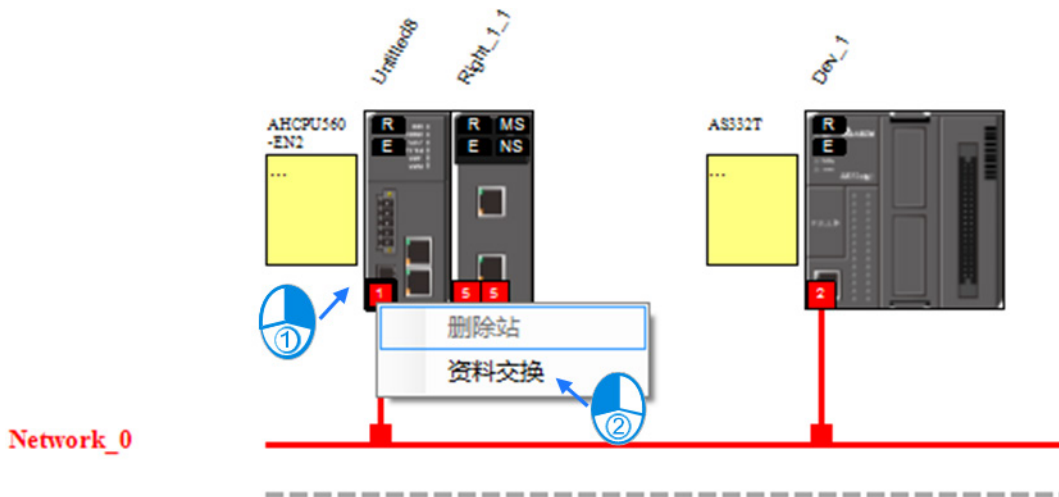 Untitled8
Right_1_1
Dev_1
AHCPU560
-EN2
R
E
R MS
E NS
AS332T
R
E
...
...
1
5 5
2
①
删除站
资料交换
②
Network_0